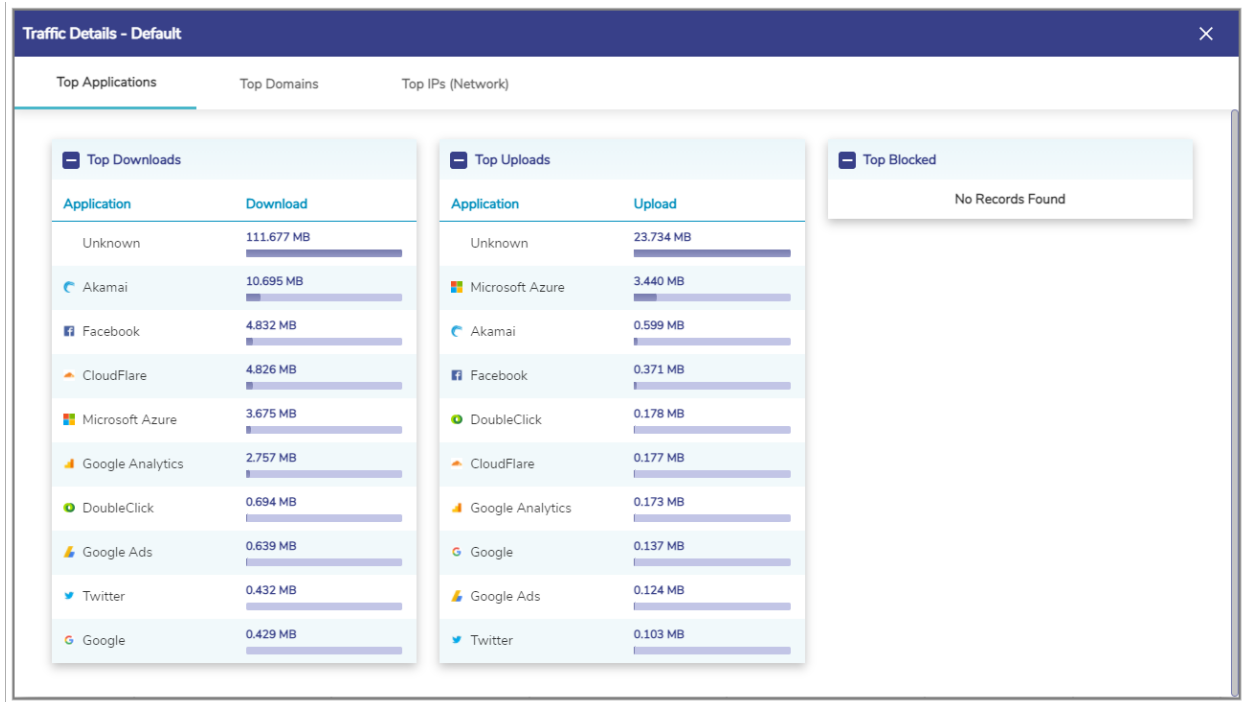 Traffic Details - Default
Top Applications
Top Domains
Top IPs (Network)
Top Downloads
Application Download
Unknown 111.677 MB
Akamai 10.695 MB
Facebook 4.832 MB
CloudFlare 4.826 MB
Microsoft Azure 3.675 MB
Google Analytics 2.757 MB
DoubleClick 0.694 MB
Google Ads 0.639 MB
Twitter 0.432 MB
Google 0.429 MB
Top Uploads
Application Upload
Unknown 23.734 MB
Microsoft Azure 3.440 MB
Akamai 0.599 MB
Facebook 0.371 MB
DoubleClick 0.178 MB
CloudFlare 0.177 MB
Google Analytics 0.173 MB
Google 0.137 MB
Google Ads 0.124 MB
Twitter 0.103 MB
Top Blocked
No Records Found